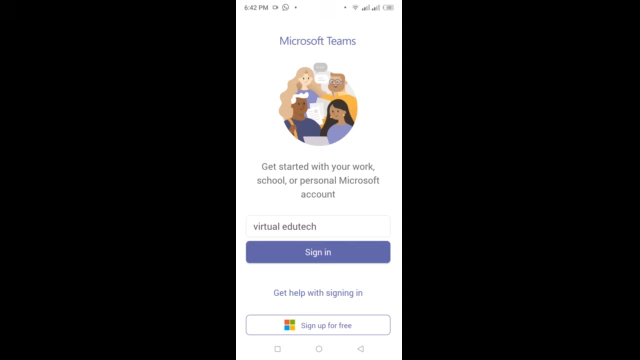 6:42 PM
Microsoft Teams
Get started with your work,
school, or personal Microsoft
account
virtual edutech
Sign in
Get help with signing in
Sign up for free